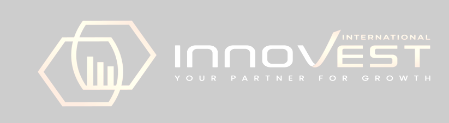 INTERNATIONAL
INNOVEST
YOUR PARTNER FOR GROWTH